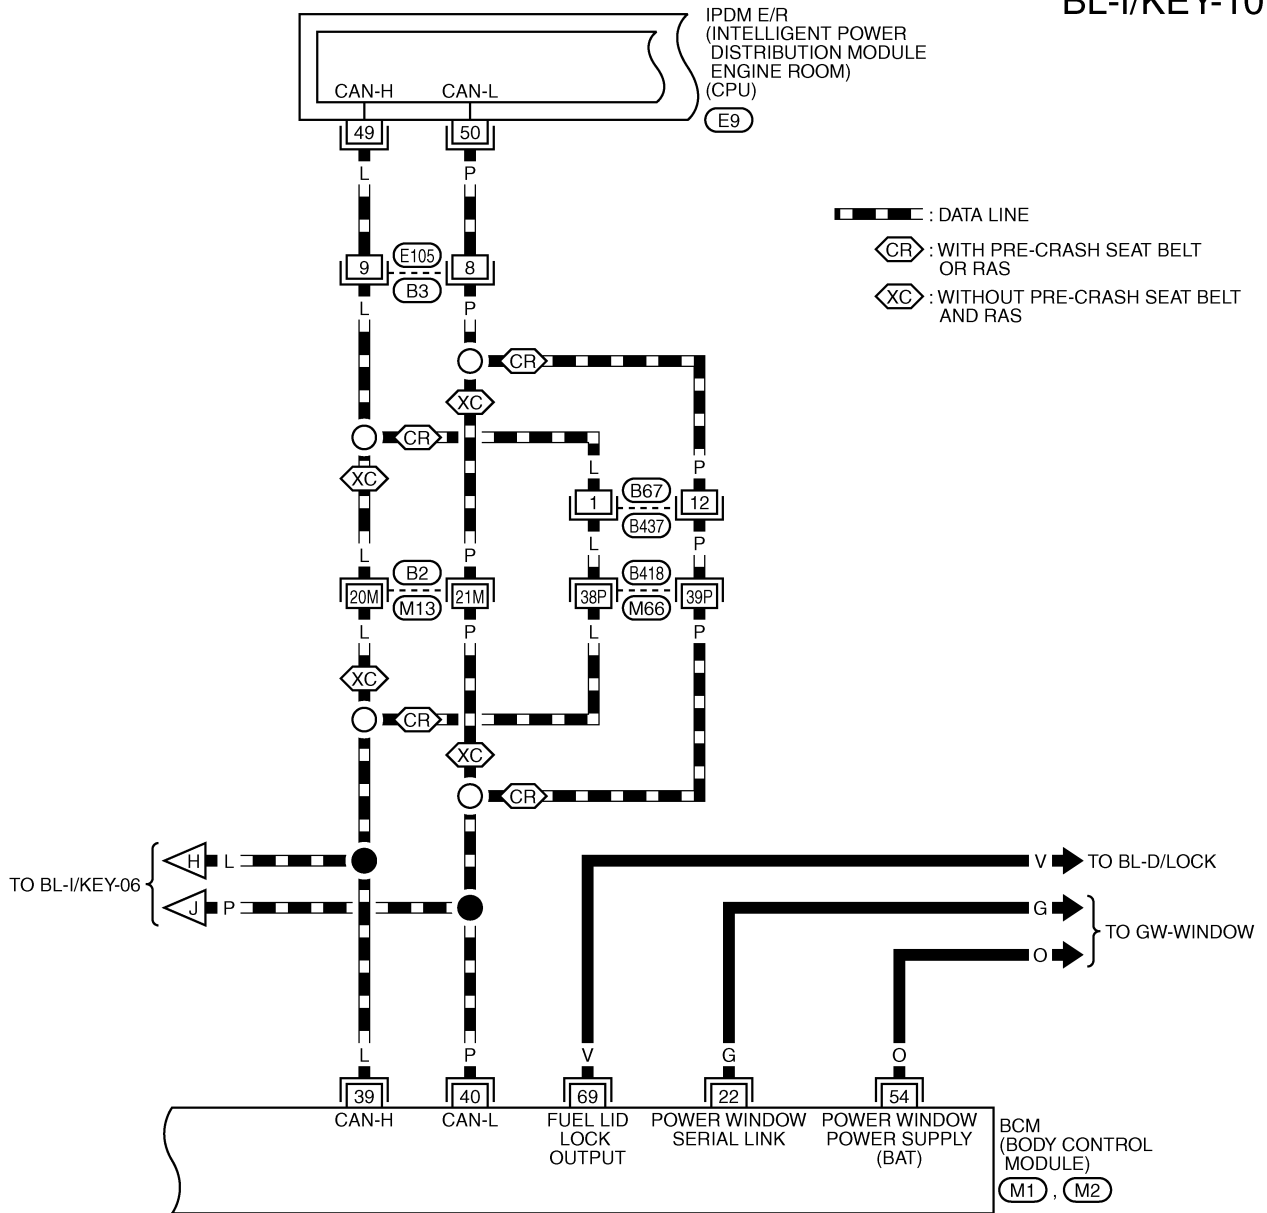 BL-I/KEY-10
IPDM E/R
(INTELLIGENT POWER
DISTRIBUTION MODULE
ENGINE ROOM)
(CPU)
E9
CAN-H
CAN-L
49
50
L
P
: DATA LINE
CR : WITH PRE-CRASH SEAT BELT
OR RAS
XC : WITHOUT PRE-CRASH SEAT BELT
AND RAS
9
E105
B3
8
L
P
CR
XC
CR
XC
L
P
1
B67
B437
12
L
P
L
P
20M
B2
M13
21M
38P
B418
M66
39P
L
P
L
P
XC
CR
XC
CR
H
L
TO BL-I/KEY-06
J
P
V
TO BL-D/LOCK
G
TO GW-WINDOW
O
L
P
V
G
O
39
40
69
22
54
CAN-H
CAN-L
FUEL LID
LOCK
OUTPUT
POWER WINDOW
SERIAL LINK
POWER WINDOW
POWER SUPPLY
(BAT)
BCM
(BODY CONTROL
MODULE)
M1 , M2